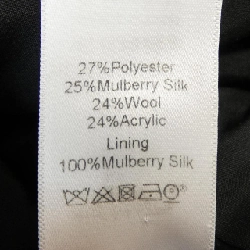 27%Polyester
25%Mulberry Silk
24%Wool
24%Acrylic
Lining
100%Mulberry Silk